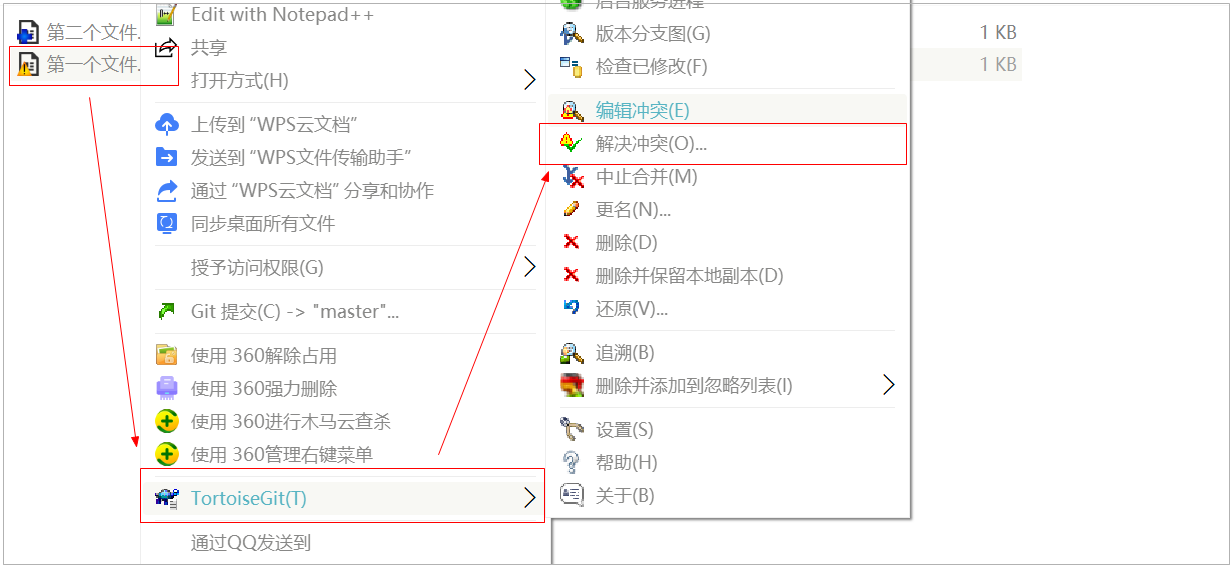 第二个文件.
1 KB
第一个文件.
1 KB
Edit with Notepad++
共享
打开方式(H)
上传到 “WPS云文档”
发送到 “WPS文件传输助手”
通过 “WPS云文档” 分享和协作
同步桌面所有文件
授予访问权限(G)
Git 提交(C) -> "master"...
使用 360解除占用
使用 360强力删除
使用 360进行木马云查杀
使用 360管理右键菜单
TortoiseGit(T)
通过QQ发送到
后台服务进程
版本分支图(G)
检查已修改(F)
编辑冲突(E)
解决冲突(O)...
中止合并(M)
更名(N)...
删除(D)
删除并保留本地副本(D)
还原(V)...
追溯(B)
删除并添加到忽略列表(I)
设置(S)
帮助(H)
关于(B)